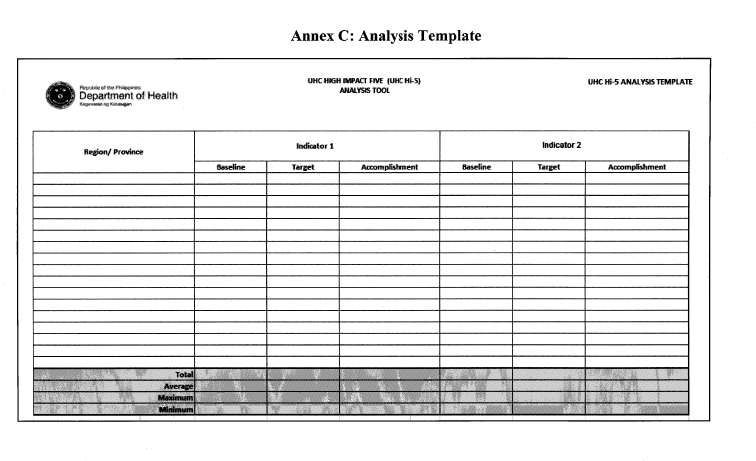 Annex C: Analysis Template
Republic of the Philippines
Department of Health
Kagawaran ng Kalusugan
UHC HIGH IMPACT FIVE (UHC Hi-5)
ANALYSIS TOOL
UHC Hi-5 ANALYSIS TEMPLATE
Region/ Province
Indicator 1
Indicator 2
Baseline
Target
Accomplishment
Baseline
Target
Accomplishment
Total
Average
Maximum
Minimum